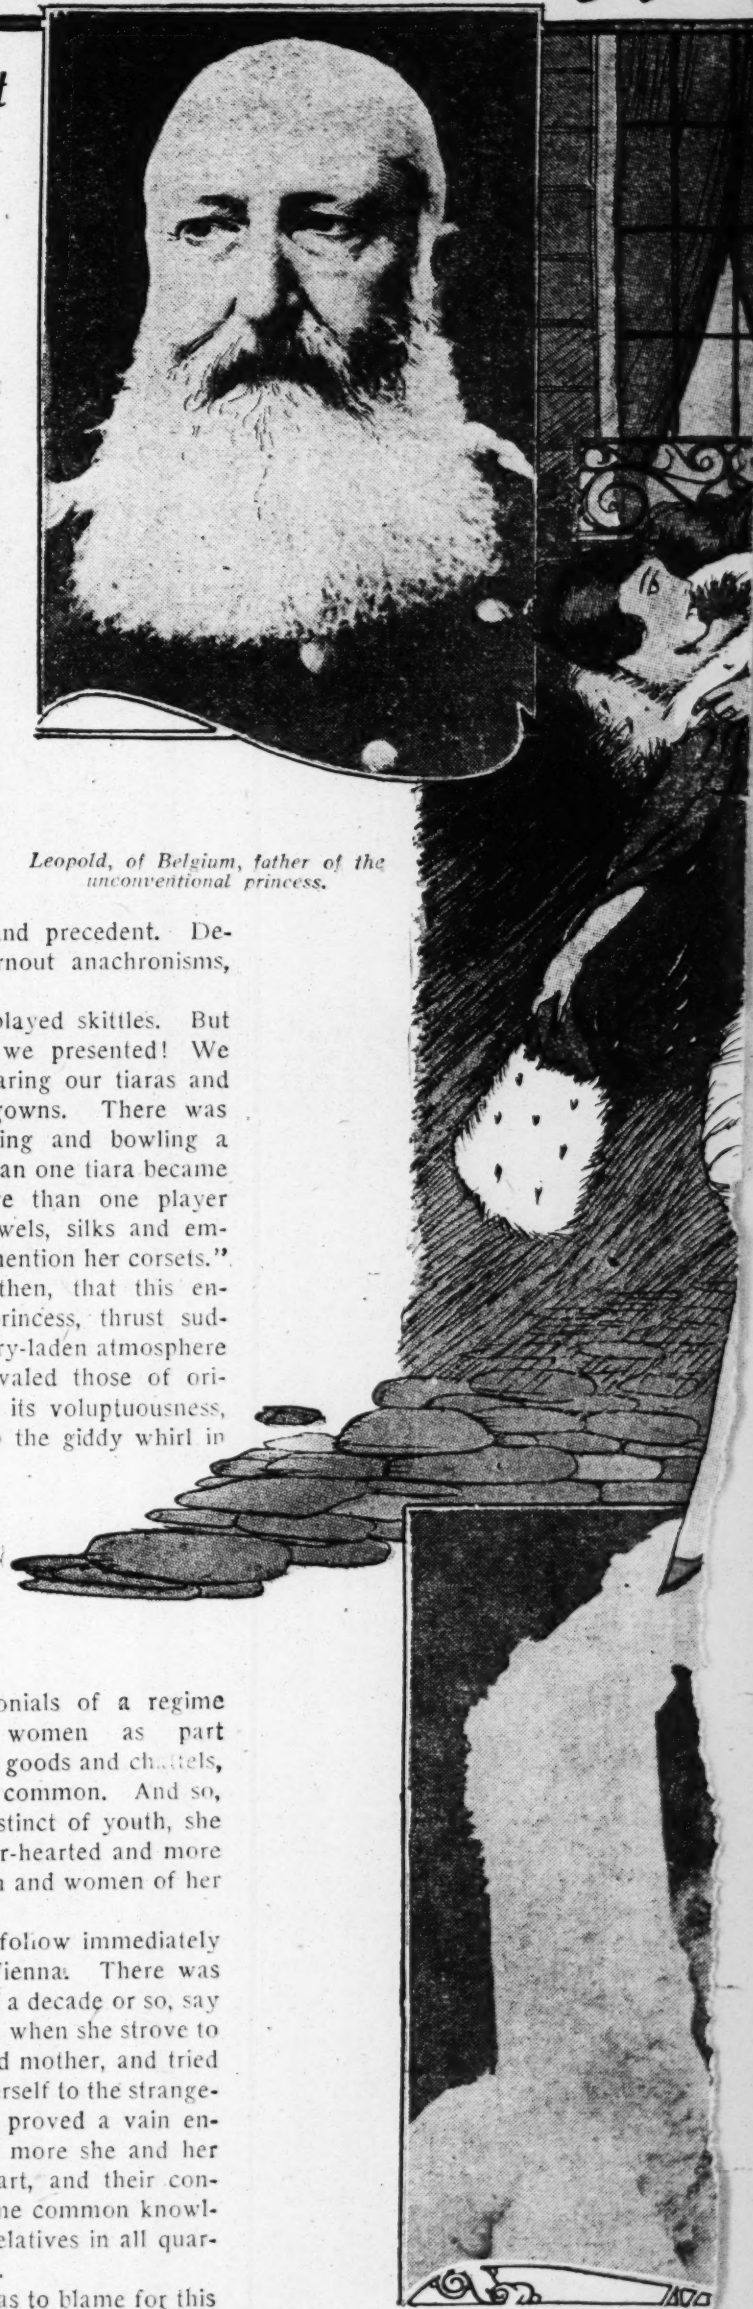 t
Leopold, of Belgium, father of the
unconventional princess.
nd precedent. De-
rnout anachronisms,
played skittles. But
we presented! We
aring our tiaras and
gowns. There was
ing and bowling a
an one tiara became
e than one player
wels, silks and em-
mention her corsets."
then, that this en-
rincess, thrust sud-
ry-laden atmosphere
valed those of ori-
its voluptuousness,
the giddy whirl in
onials of a regime
women as part
goods and chattels,
common. And so,
stinct of youth, she
r-hearted and more
n and women of her
follow immediately
Vienna. There was
a decade or so, say
when she strove to
d mother, and tried
erself to the strange-
proved a vain en-
more she and her
art, and their con-
ne common knowl-
elatives in all quar-
as to blame for this